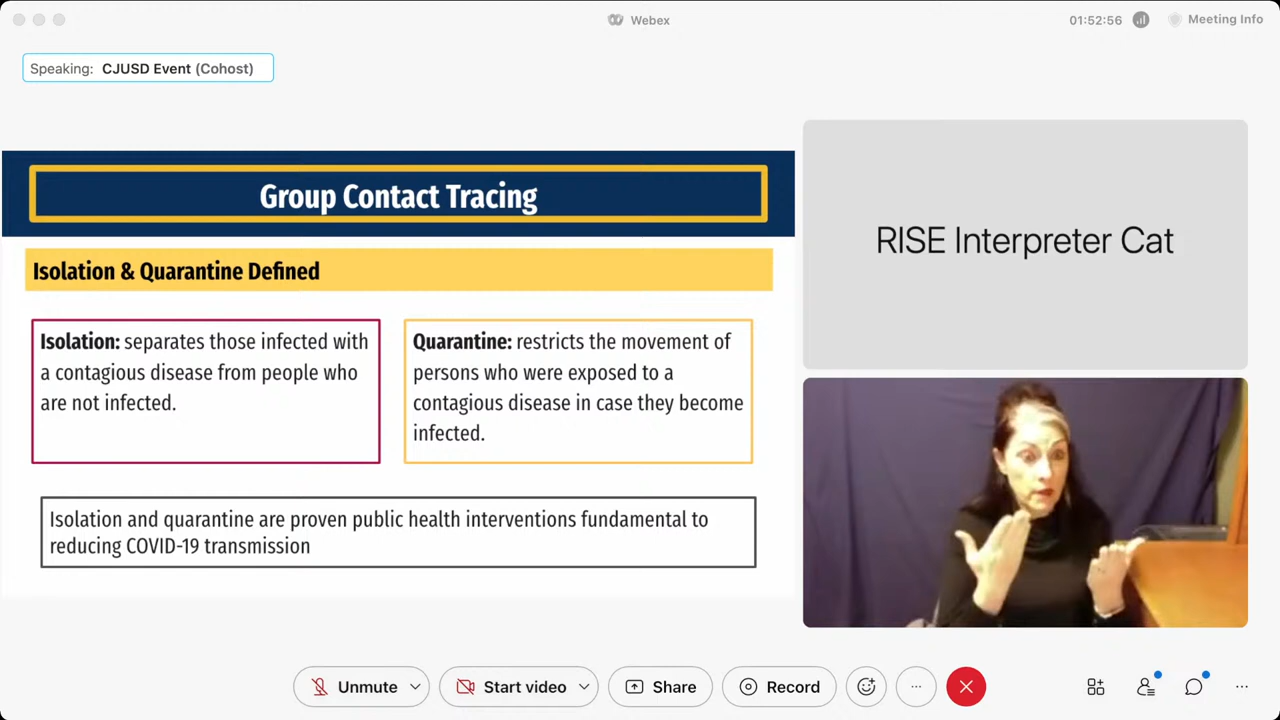 Webex
01:52:56
Meeting Info
Speaking: CJUSD Event (Cohost)
Group Contact Tracing
Isolation & Quarantine Defined
Isolation: separates those infected with
a contagious disease from people who
are not infected.
Quarantine: restricts the movement of
persons who were exposed to a
contagious disease in case they become
infected.
Isolation and quarantine are proven public health interventions fundamental to
reducing COVID-19 transmission
RISE Interpreter Cat
Unmute
Start video
Share
Record